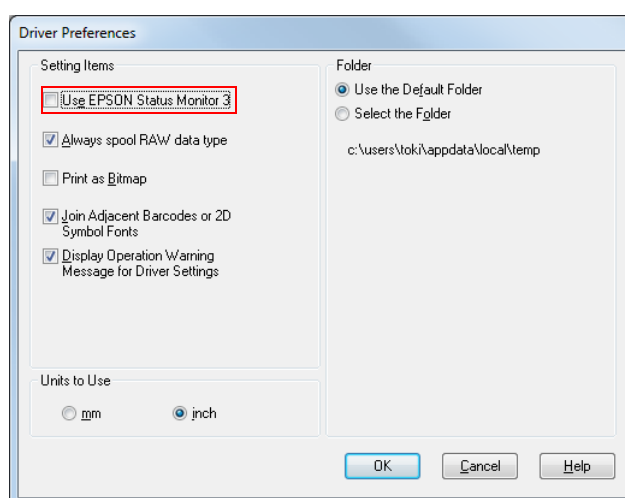 Driver Preferences
Setting Items
Use EPSON Status Monitor 3
Always spool RAW data type
Print as Bitmap
Join Adjacent Barcodes or 2D
Symbol Fonts
Display Operation Warning
Message for Driver Settings
Units to Use
mm
inch
Folder
Use the Default Folder
Select the Folder
c:\users\toki\appdata\local\temp
OK
Cancel
Help